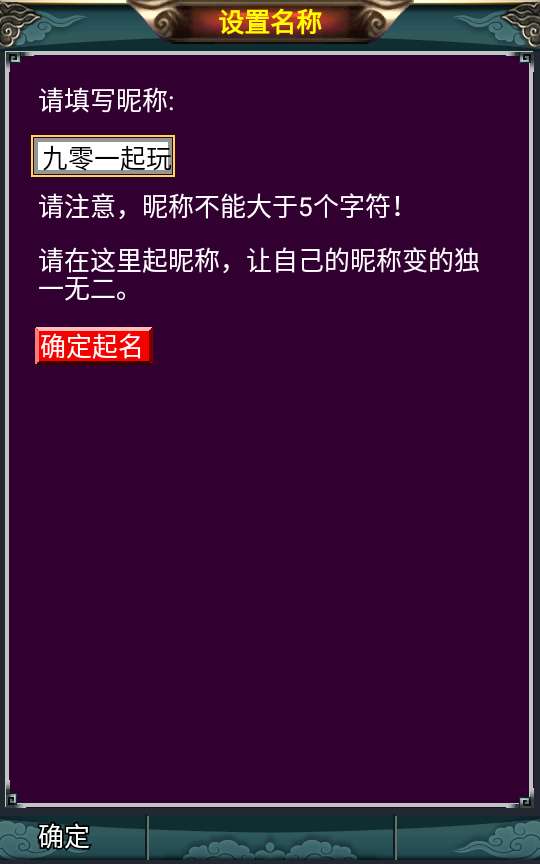 设置名称
请填写昵称:
九零一起玩
请注意，昵称不能大于5个字符！
请在这里起昵称，让自己的昵称变的独
一无二。
确定起名
确定